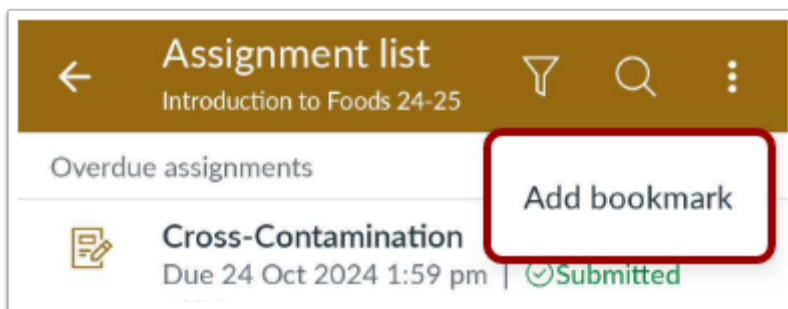 Assignment list
Introduction to Foods 24-25
Overdue assignments
Add bookmark
Cross-Contamination
Due 24 Oct 2024 1:59 pm | Submitted